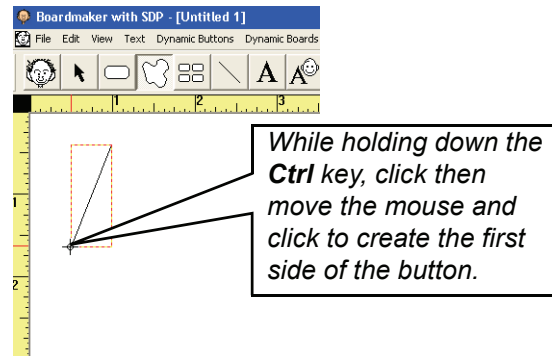 Boardmaker with SDP - [Untitled 1]
File Edit View Text Dynamic Buttons Dynamic Boards
A A
1 2 3
1
2
While holding down the
Ctrl key, click then
move the mouse and
click to create the first
side of the button.